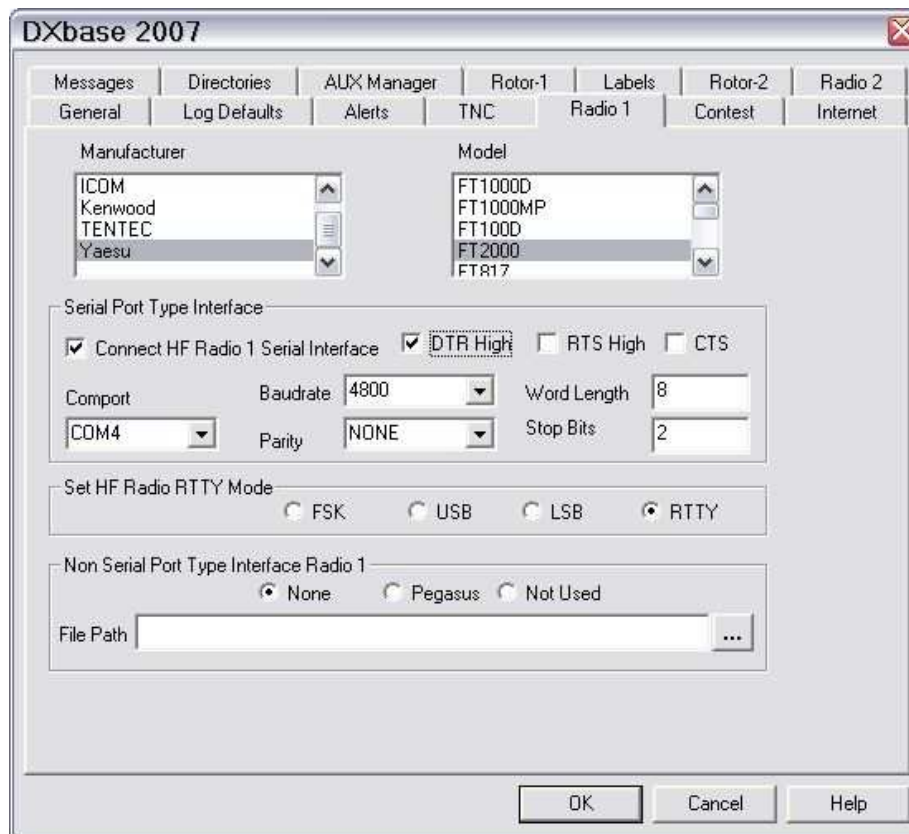 DXbase 2007
Messages Directories AUX Manager Rotor-1 Labels Rotor-2 Radio 2
General Log Defaults Alerts TNC Radio 1 Contest Internet
Manufacturer Model
ICOM
Kenwood
TENTEC
Yaesu
FT1000D
FT1000MP
FT100D
FT2000
FT817
Serial Port Type Interface
Connect HF Radio 1 Serial Interface DTR High RTS High CTS
Comport Baudrate 4800 Word Length 8
COM4 Parity NONE Stop Bits 2
Set HF Radio RTTY Mode
FSK USB LSB RTTY
Non Serial Port Type Interface Radio 1
None Pegasus Not Used
File Path ...
OK Cancel Help